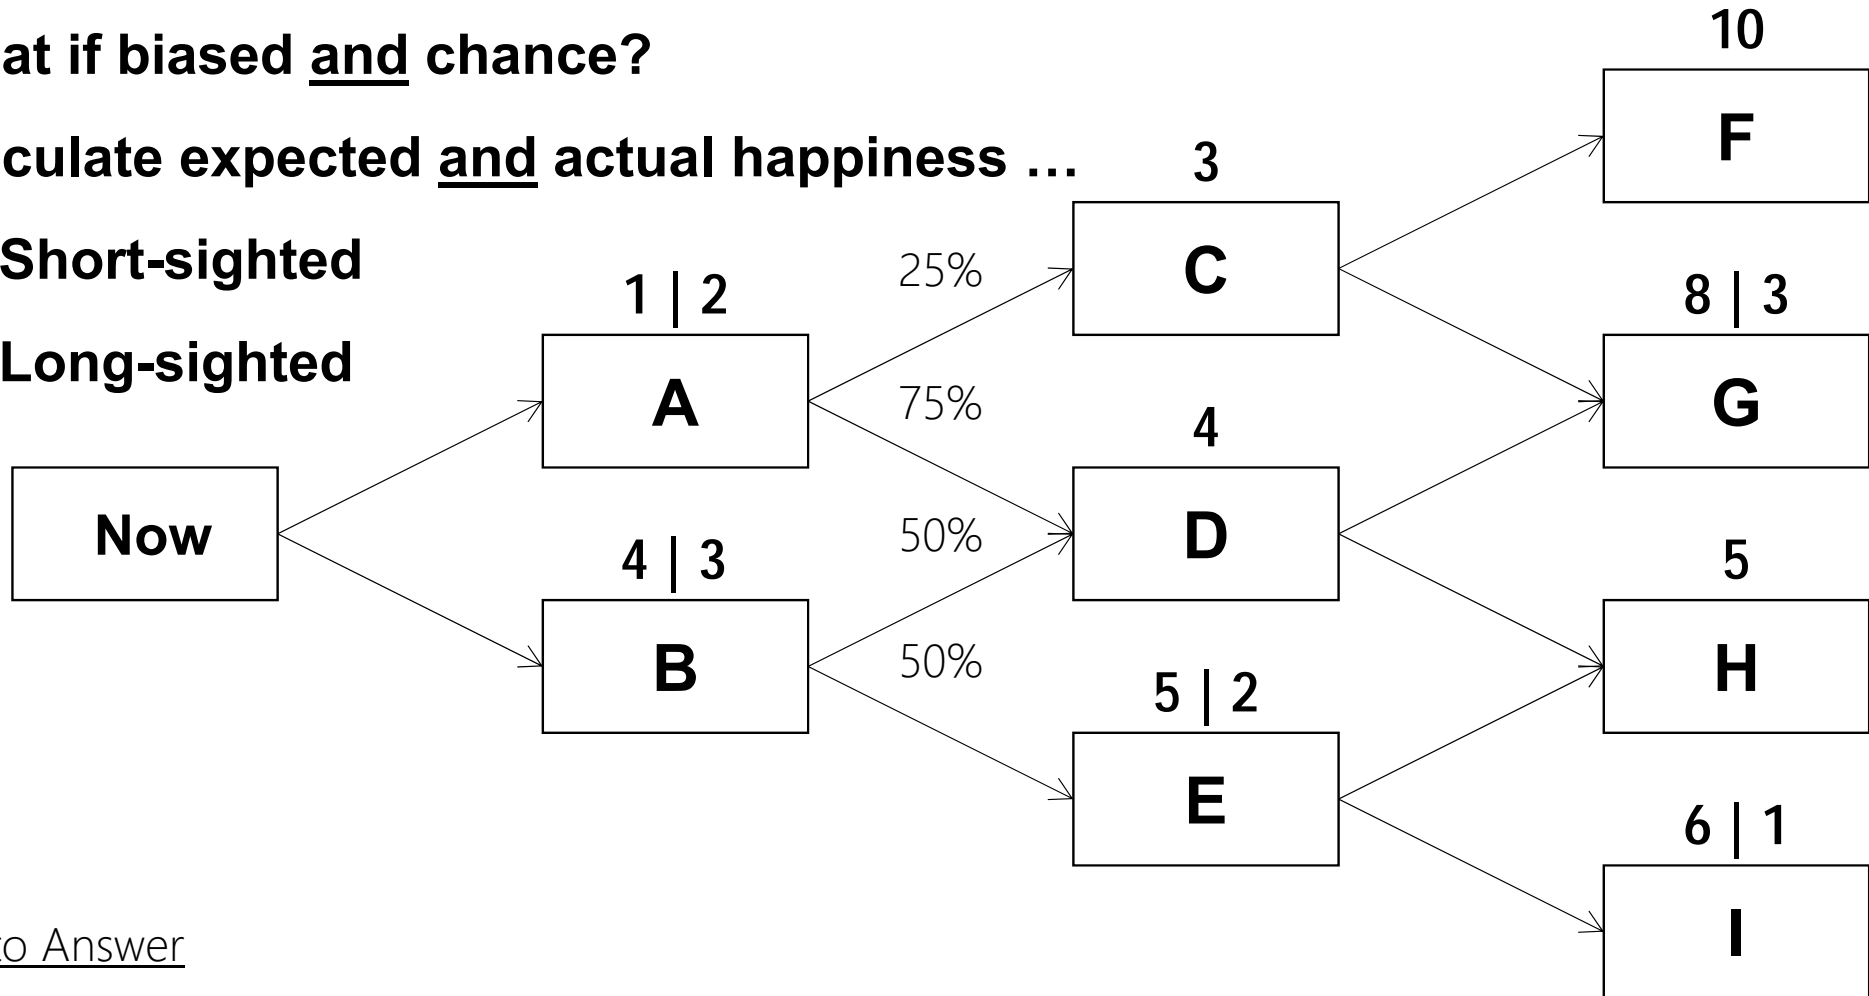 at if biased and chance?
culate expected and actual happiness …
Short-sighted
Long-sighted
Now
1 | 2
A
4 | 3
B
25%
75%
50%
50%
3
C
4
D
5 | 2
E
10
F
8 | 3
G
5
H
6 | 1
I
to Answer